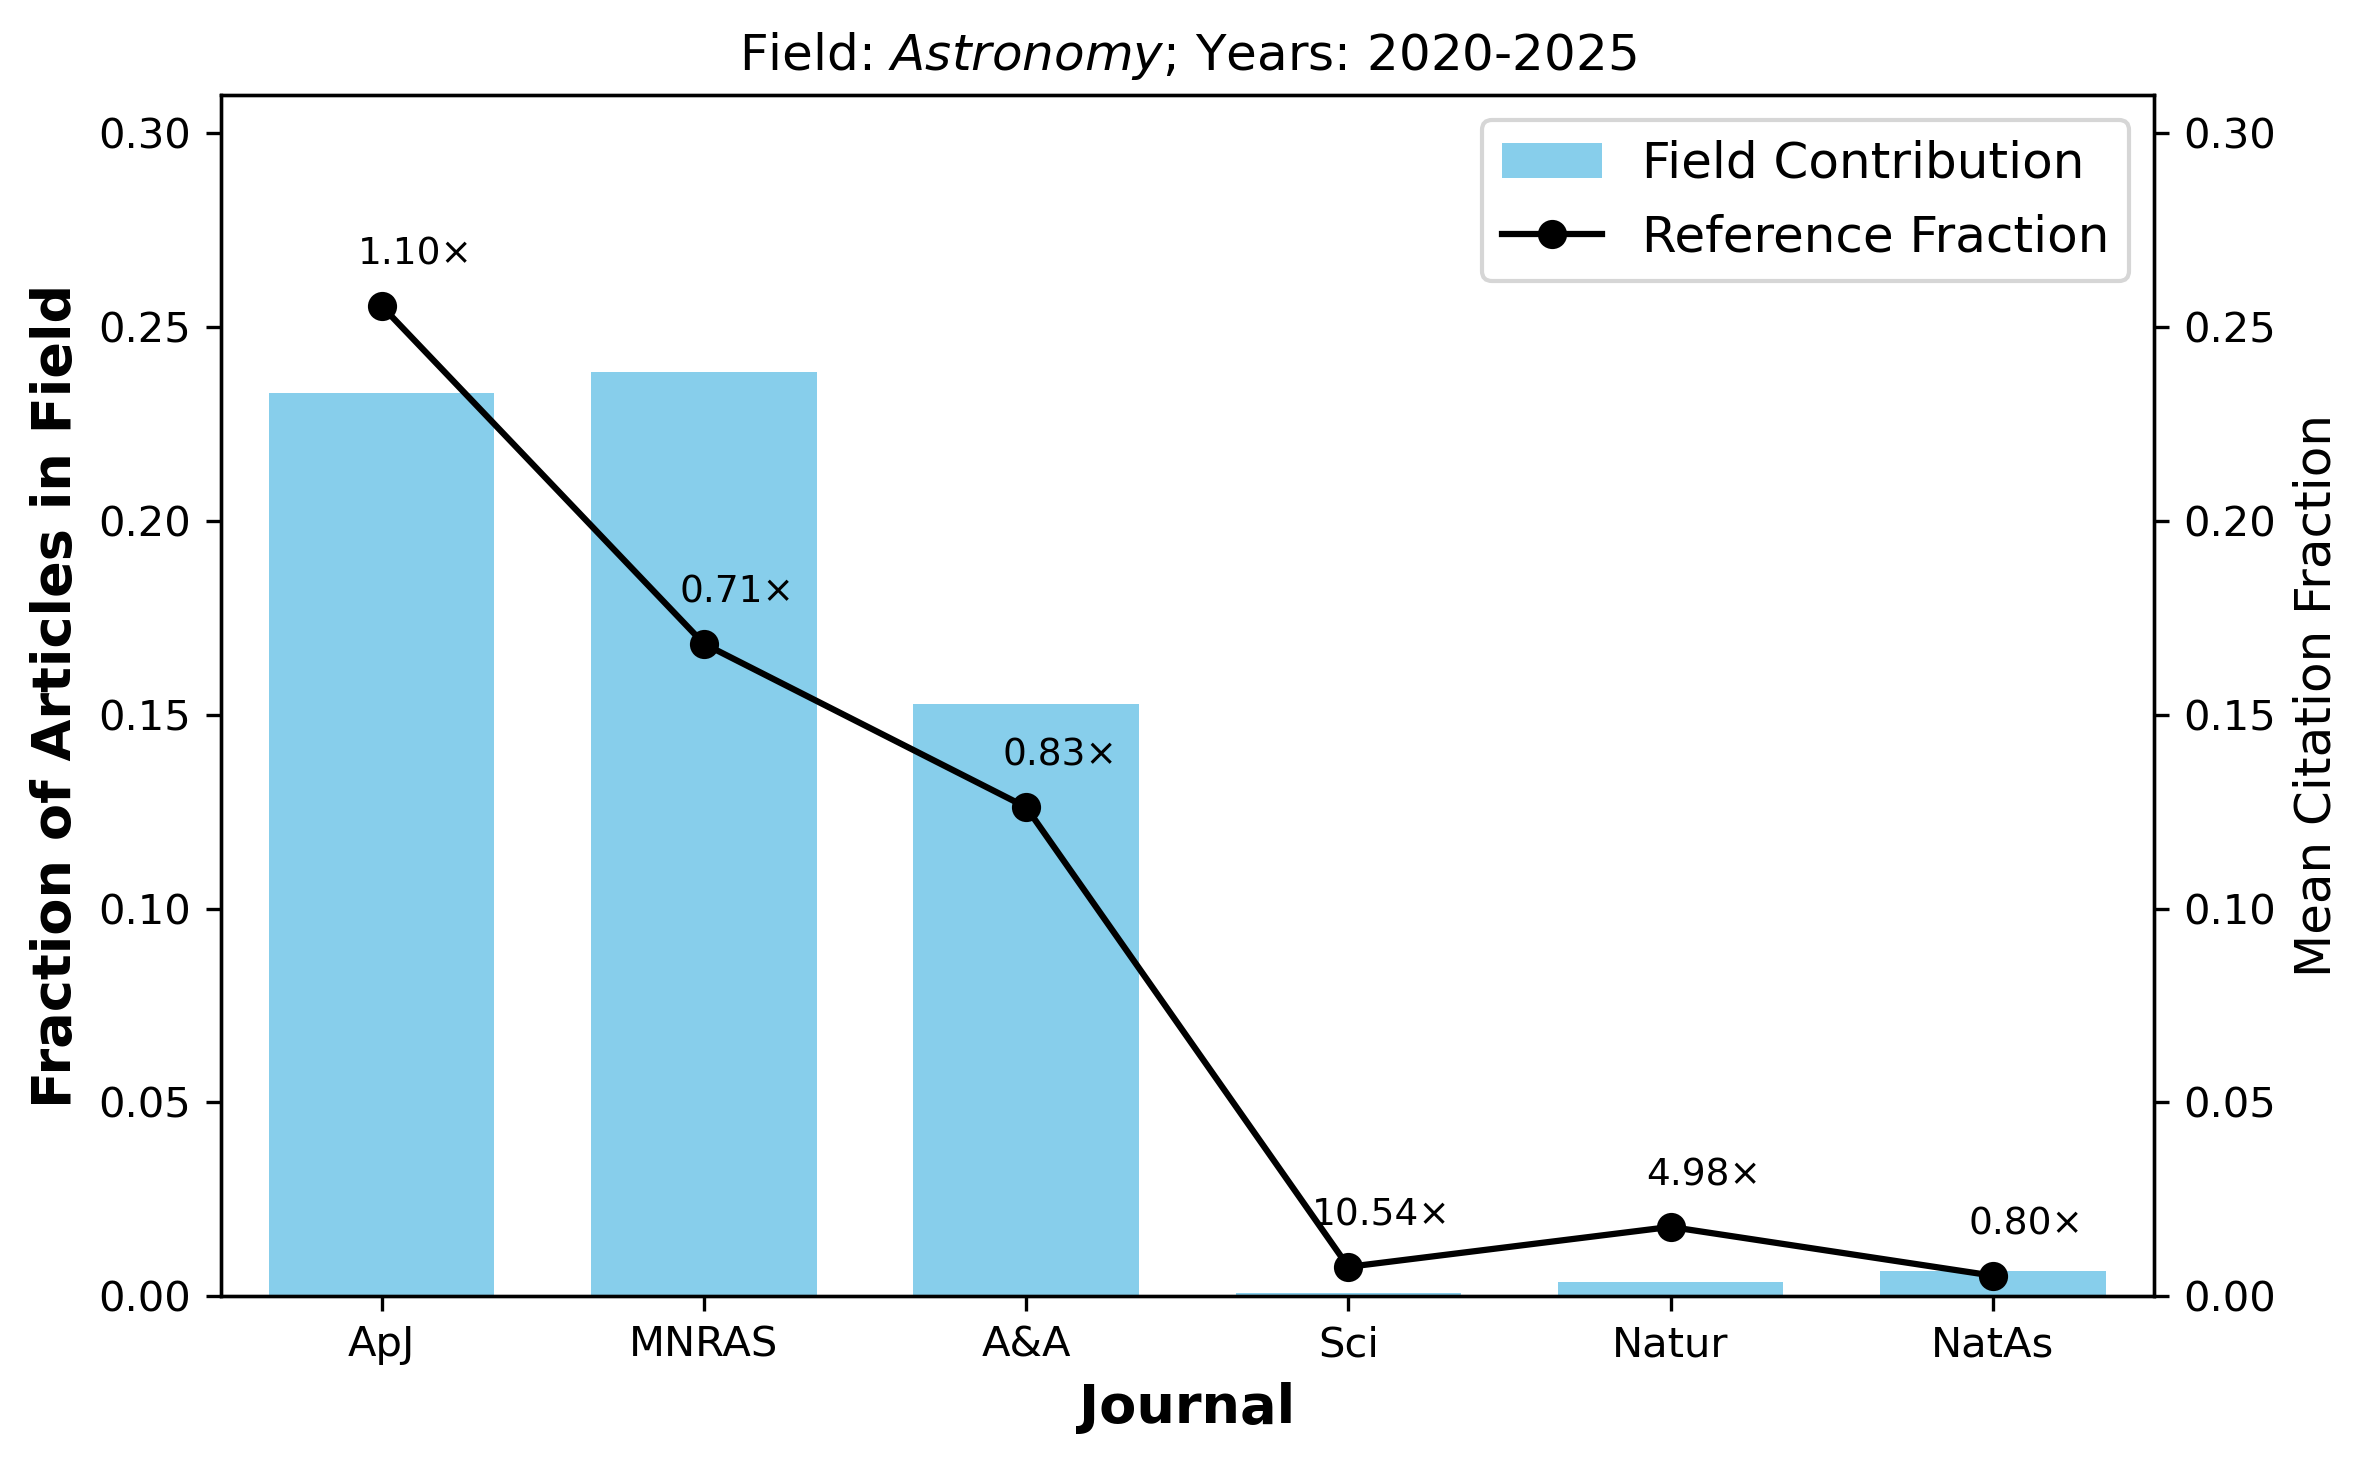 Field: Astronomy; Years: 2020-2025
Field Contribution
Reference Fraction
Fraction of Articles in Field
0.30
0.25
0.20
0.15
0.10
0.05
0.00
1.10×
0.71×
0.83×
10.54×
4.98×
0.80×
0.30
0.25
0.20
0.15
0.10
0.05
0.00
Mean Citation Fraction
ApJ MNRAS A&A Sci Natur NatAs
Journal